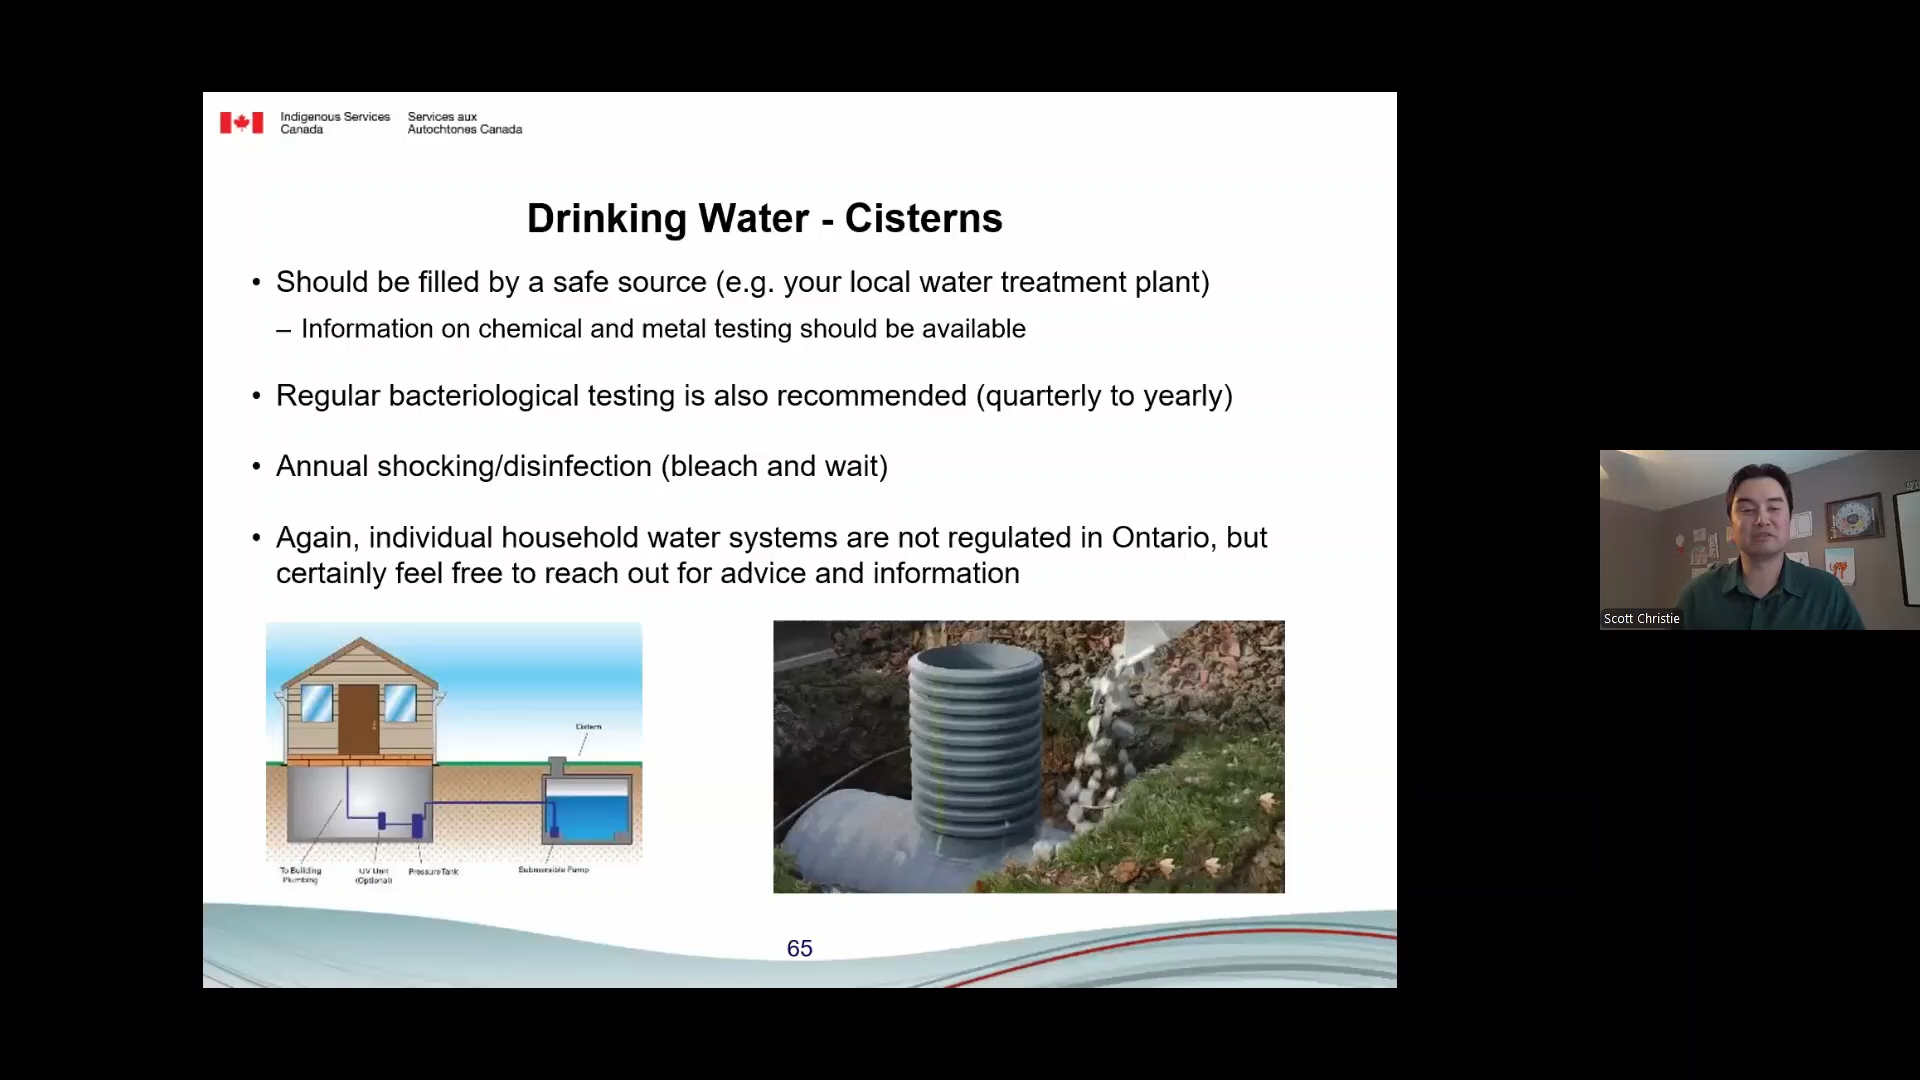 Indigenous Services
Canada
Services aux
Autochtones Canada
Drinking Water - Cisterns
• Should be filled by a safe source (e.g. your local water treatment plant)
– Information on chemical and metal testing should be available
• Regular bacteriological testing is also recommended (quarterly to yearly)
• Annual shocking/disinfection (bleach and wait)
• Again, individual household water systems are not regulated in Ontario, but
certainly feel free to reach out for advice and information
Cistern
To Building
Plumbing
UV Unit
(Optional)
Pressure Tank
Submersible Pump
65
Scott Christie